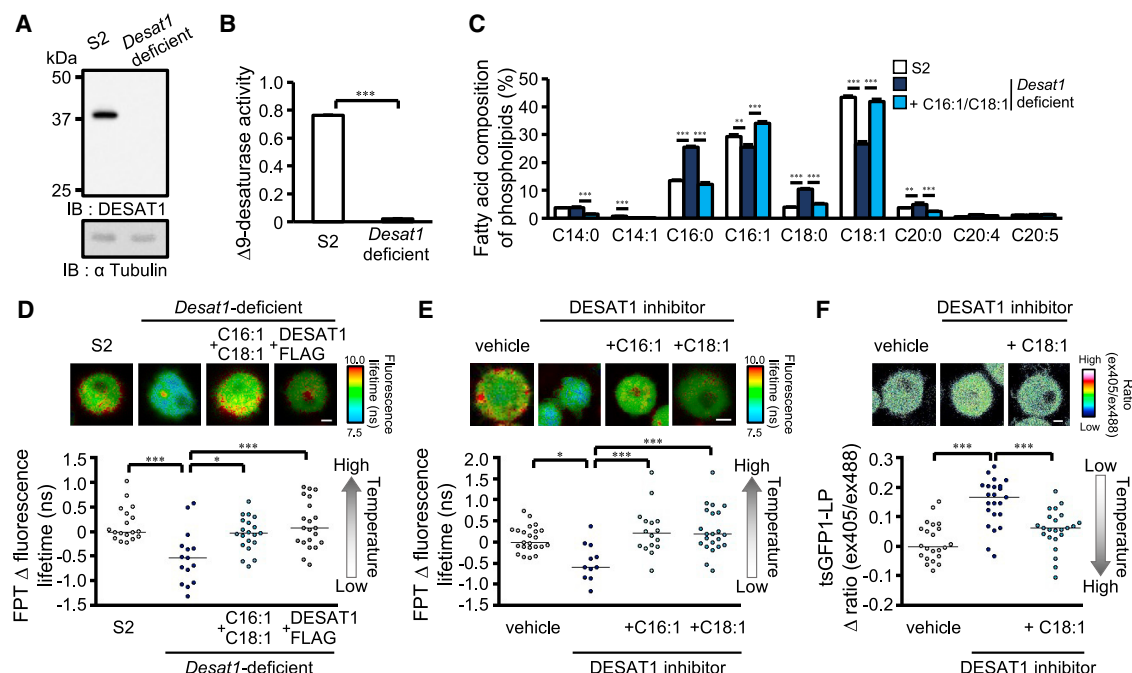 A
S2
Desat1
deficient
kDa
50
37
25
IB : DESAT1
IB : α Tubulin
B
Δ9-desaturase activity
1.0
0.8
0.6
0.4
0.2
0.0
***
S2
Desat1
deficient
C
Fatty acid composition
of phospholipids (%)
50
40
30
20
10
0
S2
+ C16:1/C18:1
Desat1
deficient
*** *** *** *** ** *** *** *** *** *** ** ***
C14:0 C14:1 C16:0 C16:1 C18:0 C18:1 C20:0 C20:4 C20:5
D
Desat1-deficient
S2
+C16:1
C18:1
+DESAT1
FLAG
10.0
7.5
Fluorescence
lifetime (ns)
FPT Δ fluorescence
lifetime (ns)
1.5
1.0
0.5
0
-0.5
-1.0
-1.5
***
*
***
High
Temperature
Low
S2
+C16:1
C18:1
+DESAT1
FLAG
Desat1-deficient
E
DESAT1 inhibitor
vehicle
+C16:1
+C18:1
10.0
7.5
Fluorescence
lifetime (ns)
FPT Δ fluorescence
lifetime (ns)
2.0
1.5
1.0
0.5
0
-0.5
-1.0
-1.5
*
***
***
High
Temperature
Low
vehicle
+C16:1
+C18:1
DESAT1 inhibitor
F
DESAT1 inhibitor
vehicle
+ C18:1
High
Low
Ratio
(ex405/ex488)
tsGFP1-LP
Δ ratio (ex405/ex488)
0.3
0.2
0.1
0
-0.1
-0.2
***
***
Low
Temperature
High
vehicle
+ C18:1
DESAT1 inhibitor